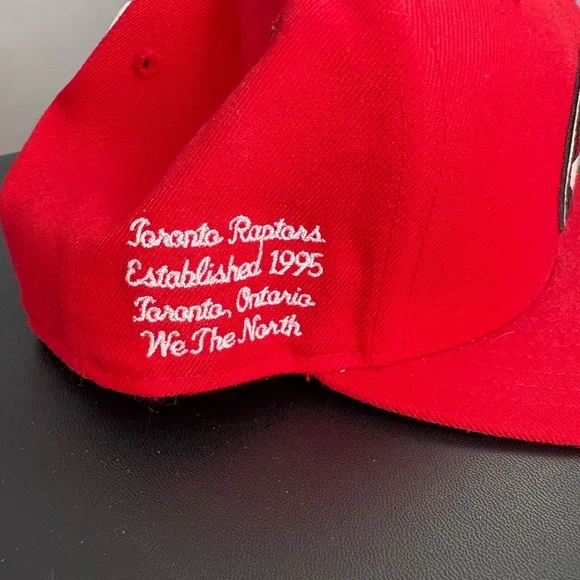 Toronto Raptors
Established 1995
Toronto, Ontario
We The North